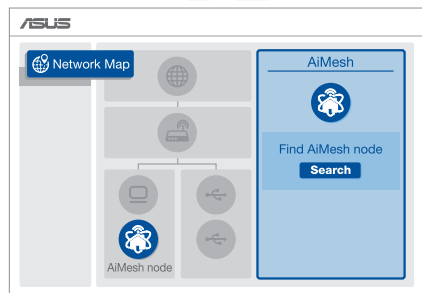 ASUS
Network Map
AiMesh
Find AiMesh node
Search
AiMesh node